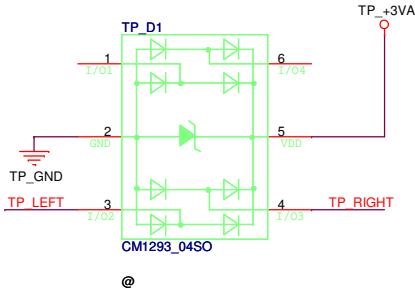 TP_+3VA
TP_D1
1
I/O1
6
I/O4
2
GND
5
VDD
TP_GND
TP_LEFT
3
I/O2
4
I/O3
TP_RIGHT
CM1293_04SO
@